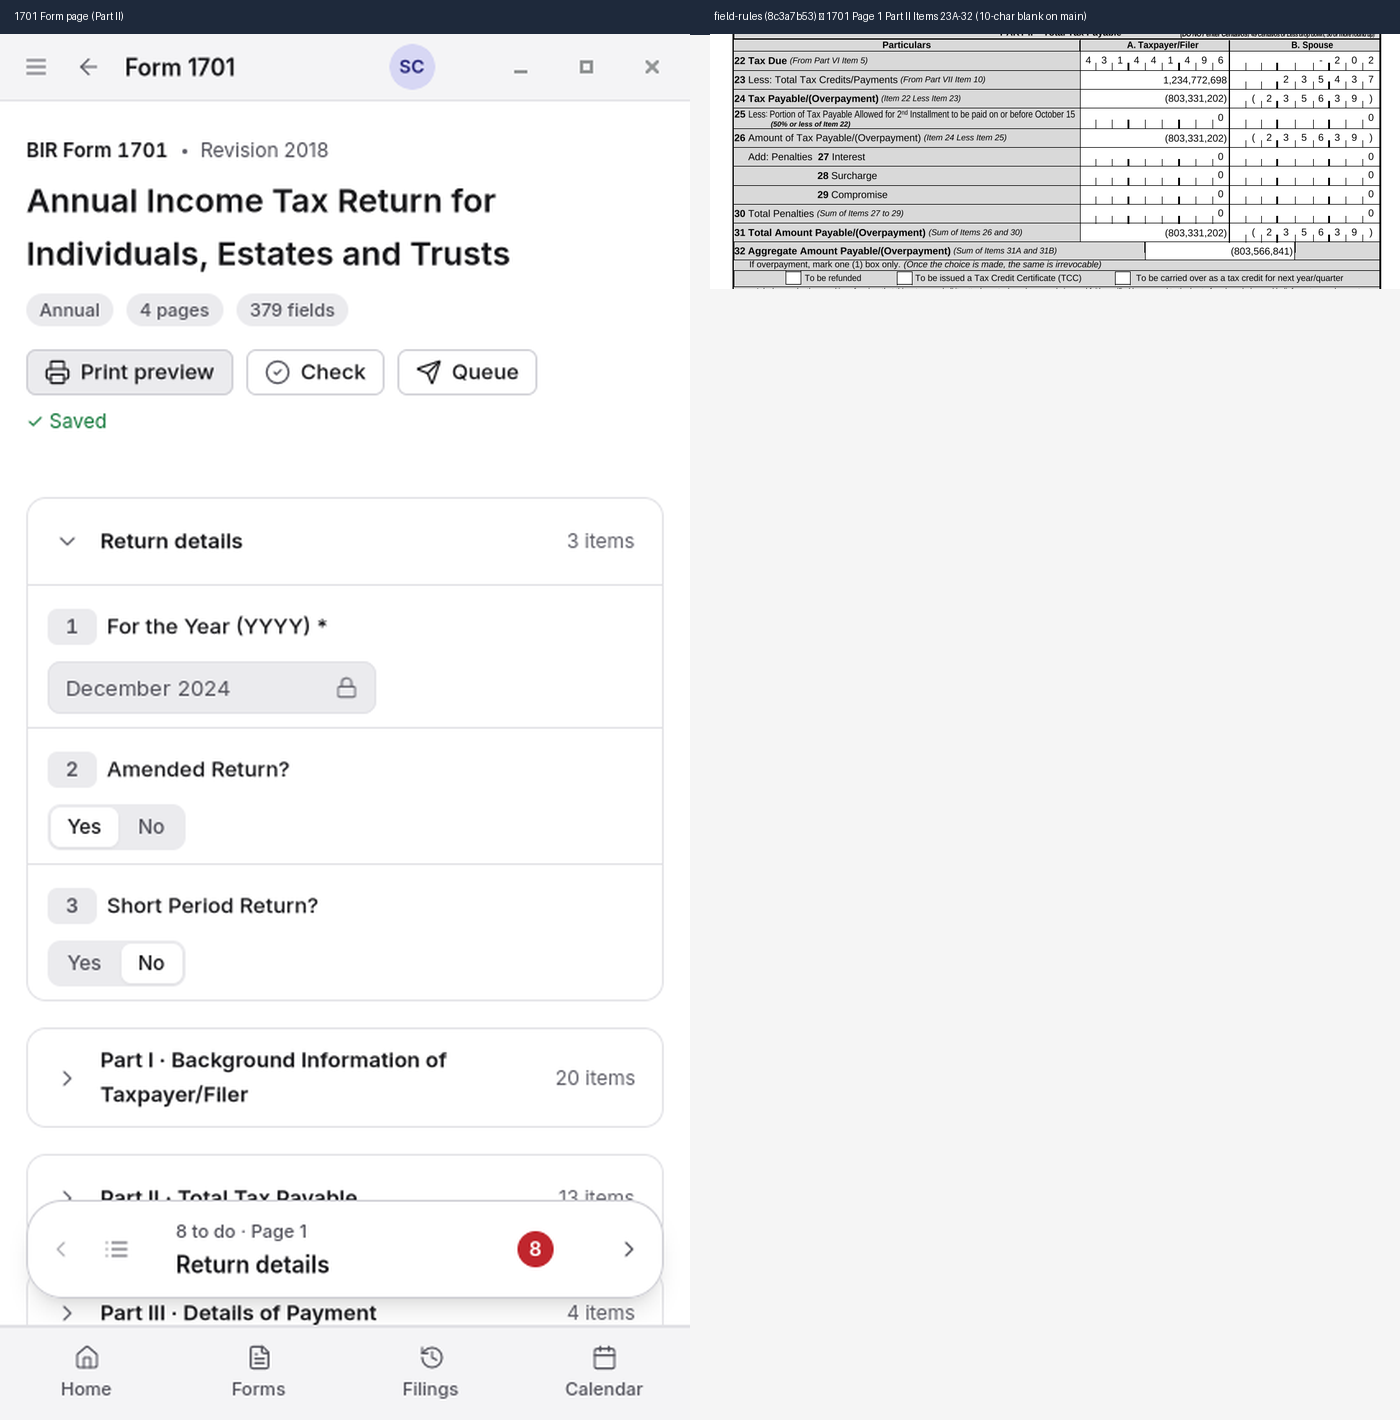 1701 Form page (Part II)
Form 1701
SC
BIR Form 1701 • Revision 2018
Annual Income Tax Return for
Individuals, Estates and Trusts
Annual
4 pages
379 fields
Print preview
Check
Queue
Saved
Return details
3 items
1 For the Year (YYYY) *
December 2024
2 Amended Return?
Yes No
3 Short Period Return?
Yes No
Part I · Background Information of
Taxpayer/Filer
20 items
Part II · Total Tax Payable
13 items
8 to do · Page 1
Return details
8
Part III · Details of Payment
4 items
Home
Forms
Filings
Calendar
field-rules (8c3a7b53) 1701 Page 1 Part II Items 23A-32 (10-char blank on main)
Particulars A. Taxpayer/Filer B. Spouse
22 Tax Due (From Part VI Item 5) 4 3 1 4 4 1 4 9 6 - 2 0 2
23 Less: Total Tax Credits/Payments (From Part VII Item 10) 1,234,772,698 2 3 5 4 3 7
24 Tax Payable/(Overpayment) (Item 22 Less Item 23) (803,331,202) ( 2 3 5 6 3 9 )
25 Less: Portion of Tax Payable Allowed for 2nd Installment to be paid on or before October 15 0 0
(50% or less of Item 22)
26 Amount of Tax Payable/(Overpayment) (Item 24 Less Item 25) (803,331,202) ( 2 3 5 6 3 9 )
Add: Penalties 27 Interest 0 0
28 Surcharge 0 0
29 Compromise 0 0
30 Total Penalties (Sum of Items 27 to 29) 0 0
31 Total Amount Payable/(Overpayment) (Sum of Items 26 and 30) (803,331,202) ( 2 3 5 6 3 9 )
32 Aggregate Amount Payable/(Overpayment) (Sum of Items 31A and 31B) (803,566,841)
If overpayment, mark one (1) box only. (Once the choice is made, the same is irrevocable)
To be refunded To be issued a Tax Credit Certificate (TCC) To be carried over as a tax credit for next year/quarter